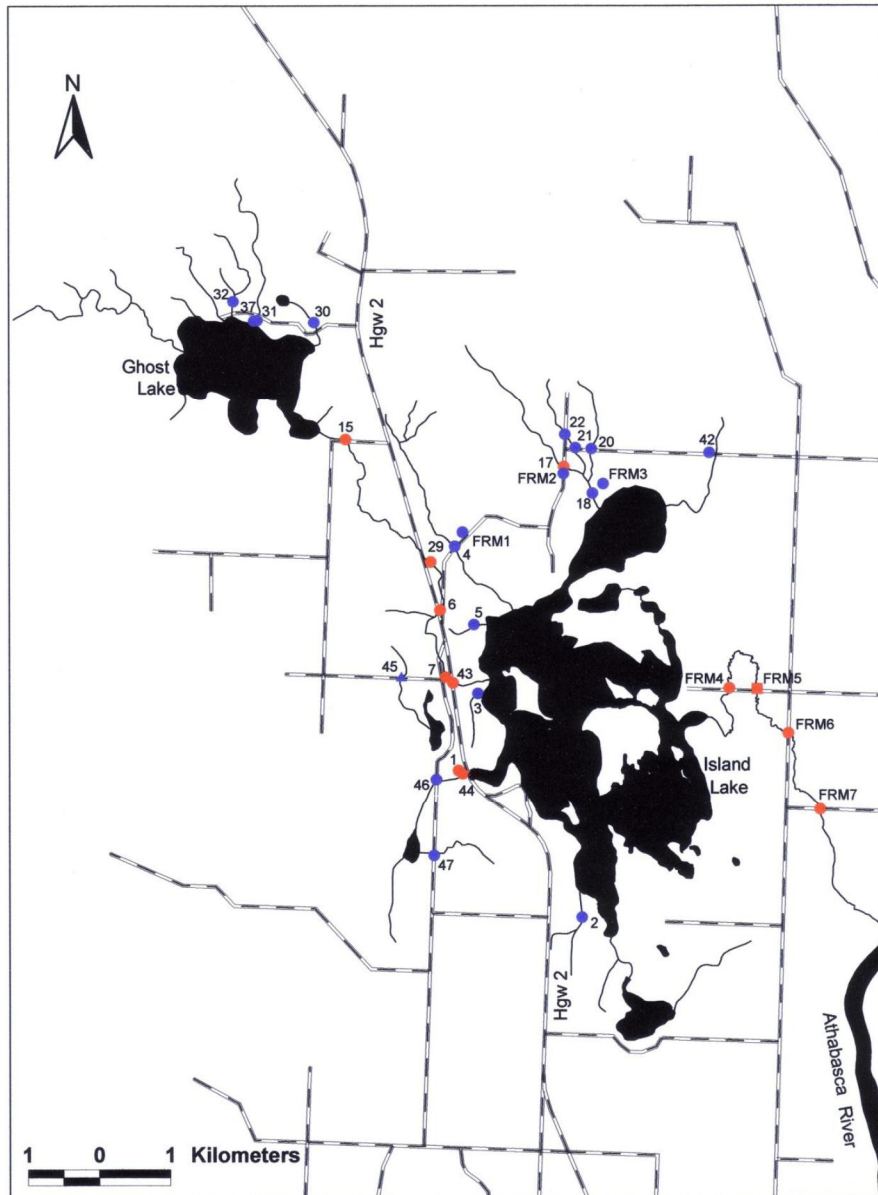 N
Hgw 2
32
37
31
30
Ghost
Lake
15
22
21
20
42
17
FRM2
FRM3
18
FRM1
29
4
6
5
45
7
43
3
FRM4
FRM5
FRM6
Island
Lake
1
46
44
FRM7
47
2
Hgw 2
Athabasca River
1 0 1 Kilometers